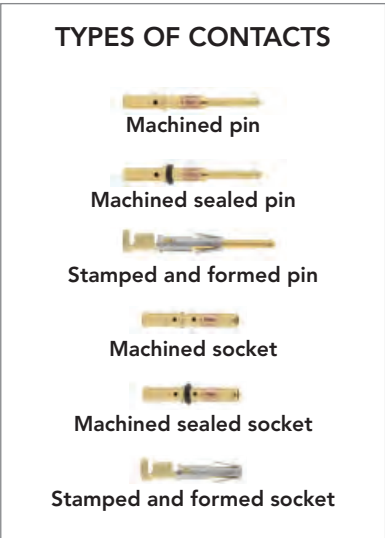 TYPES OF CONTACTS
Machined pin
Machined sealed pin
Stamped and formed pin
Machined socket
Machined sealed socket
Stamped and formed socket